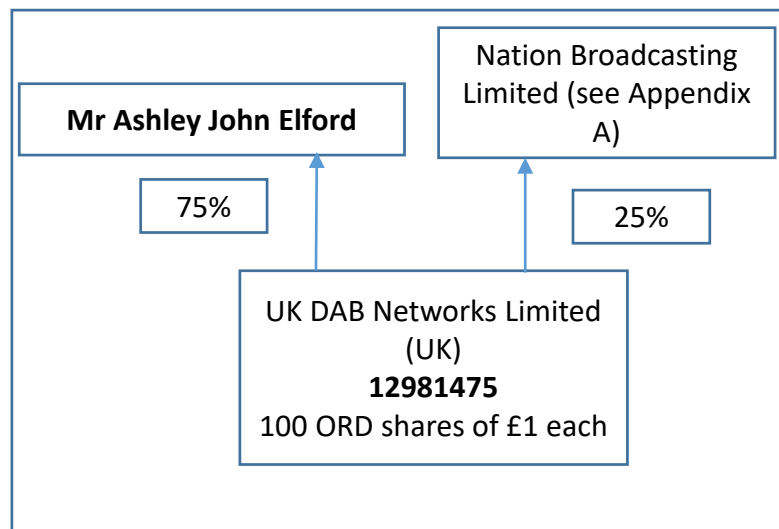 Mr Ashley John Elford
Nation Broadcasting
Limited (see Appendix
A)
75%
25%
UK DAB Networks Limited
(UK)
12981475
100 ORD shares of £1 each